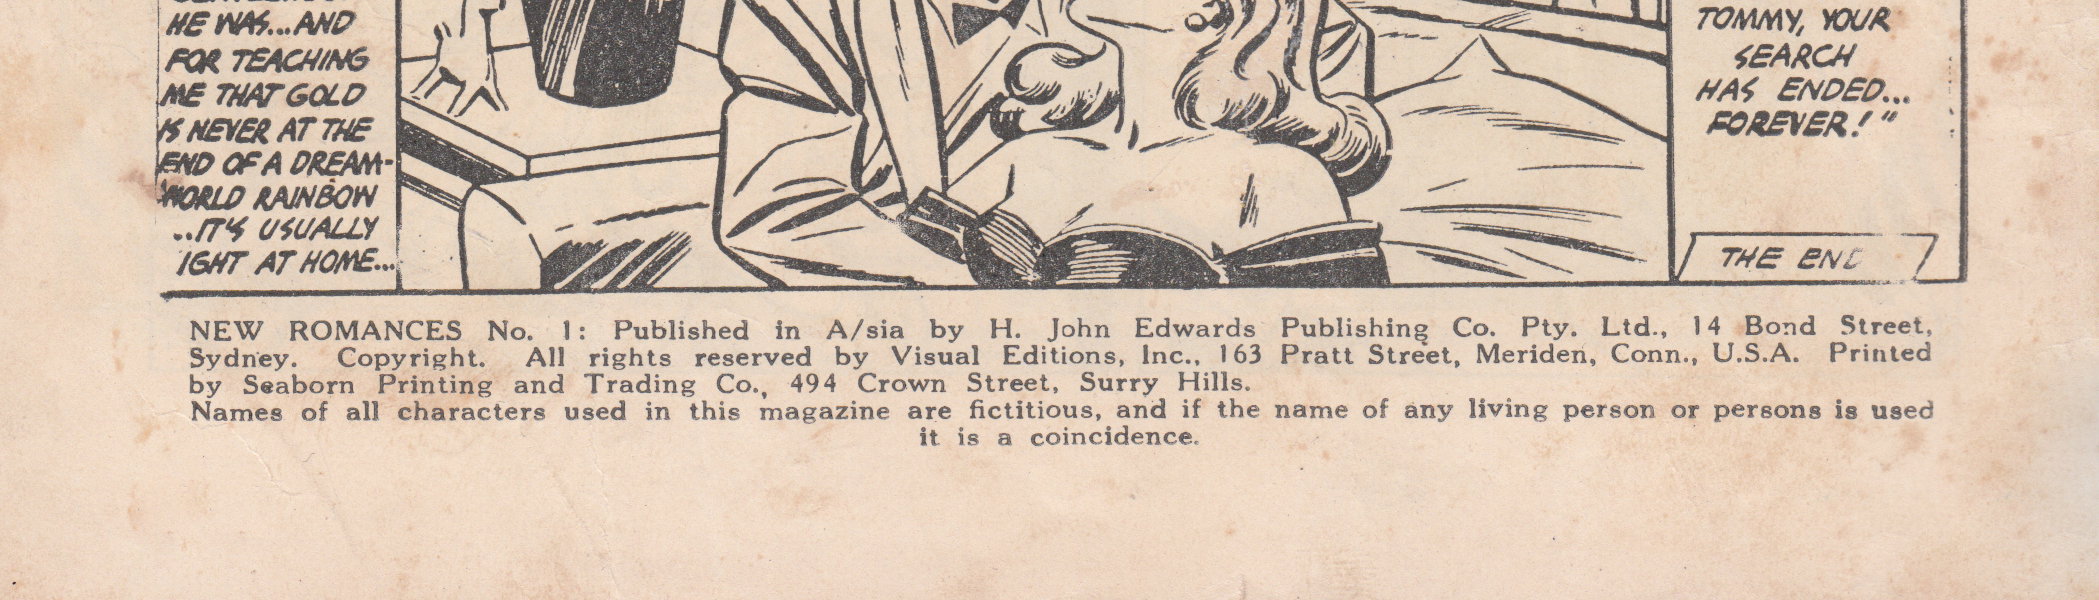 HE WAS...AND
FOR TEACHING
ME THAT GOLD
IS NEVER AT THE
END OF A DREAM-
WORLD RAINBOW
..IT'S USUALLY
IGHT AT HOME...
TOMMY, YOUR
SEARCH
HAS ENDED...
FOREVER!"
THE END
NEW ROMANCES No. 1: Published in A/sia by H. John Edwards Publishing Co. Pty. Ltd., 14 Bond Street,
Sydney. Copyright. All rights reserved by Visual Editions, Inc., 163 Pratt Street, Meriden, Conn., U.S.A. Printed
by Seaborn Printing and Trading Co., 494 Crown Street, Surry Hills.
Names of all characters used in this magazine are fictitious, and if the name of any living person or persons is used
it is a coincidence.